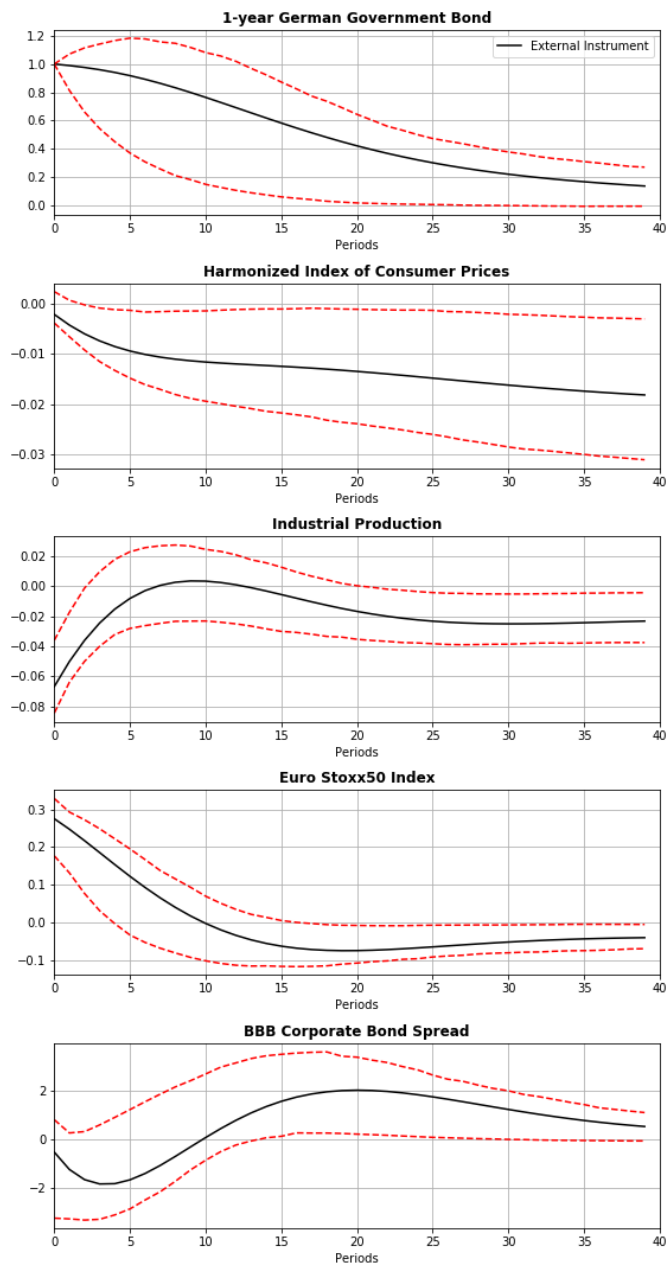 1-year German Government Bond
External Instrument
1.2
1.0
0.8
0.6
0.4
0.2
0.0
0 5 10 15 20 25 30 35 40
Periods
Harmonized Index of Consumer Prices
0.00
−0.01
−0.02
−0.03
0 5 10 15 20 25 30 35 40
Periods
Industrial Production
0.02
0.00
−0.02
−0.04
−0.06
−0.08
0 5 10 15 20 25 30 35 40
Periods
Euro Stoxx50 Index
0.3
0.2
0.1
0.0
−0.1
0 5 10 15 20 25 30 35 40
Periods
BBB Corporate Bond Spread
2
0
−2
0 5 10 15 20 25 30 35 40
Periods